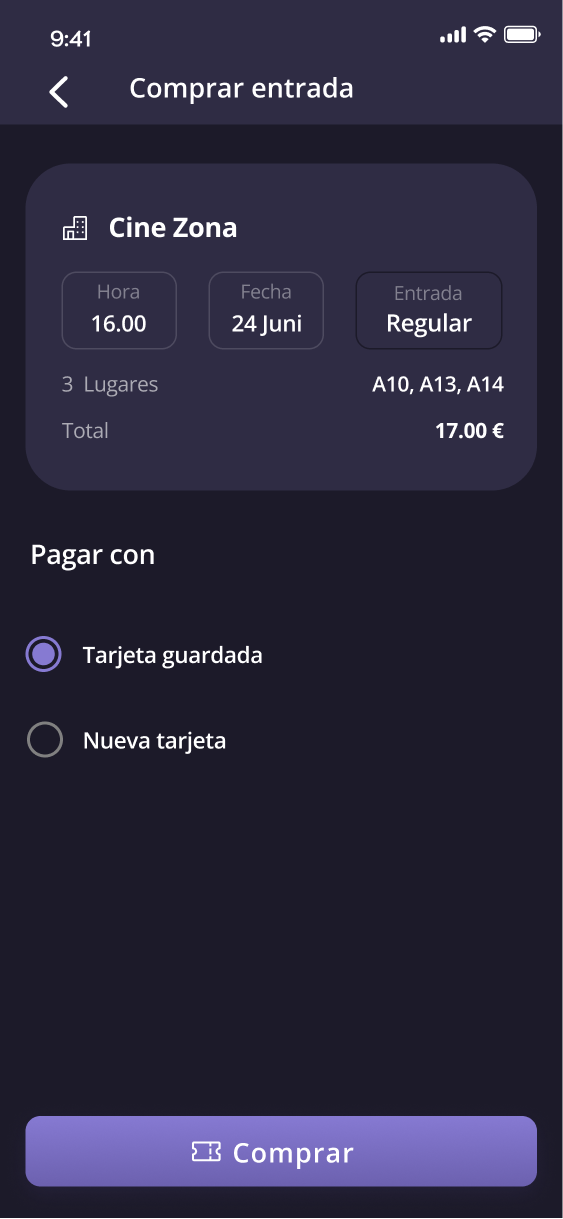 9:41
Comprar entrada
Cine Zona
Hora Fecha Entrada
16.00 24 Juni Regular
3 Lugares A10, A13, A14
Total 17.00 €
Pagar con
Tarjeta guardada
Nueva tarjeta
Comprar